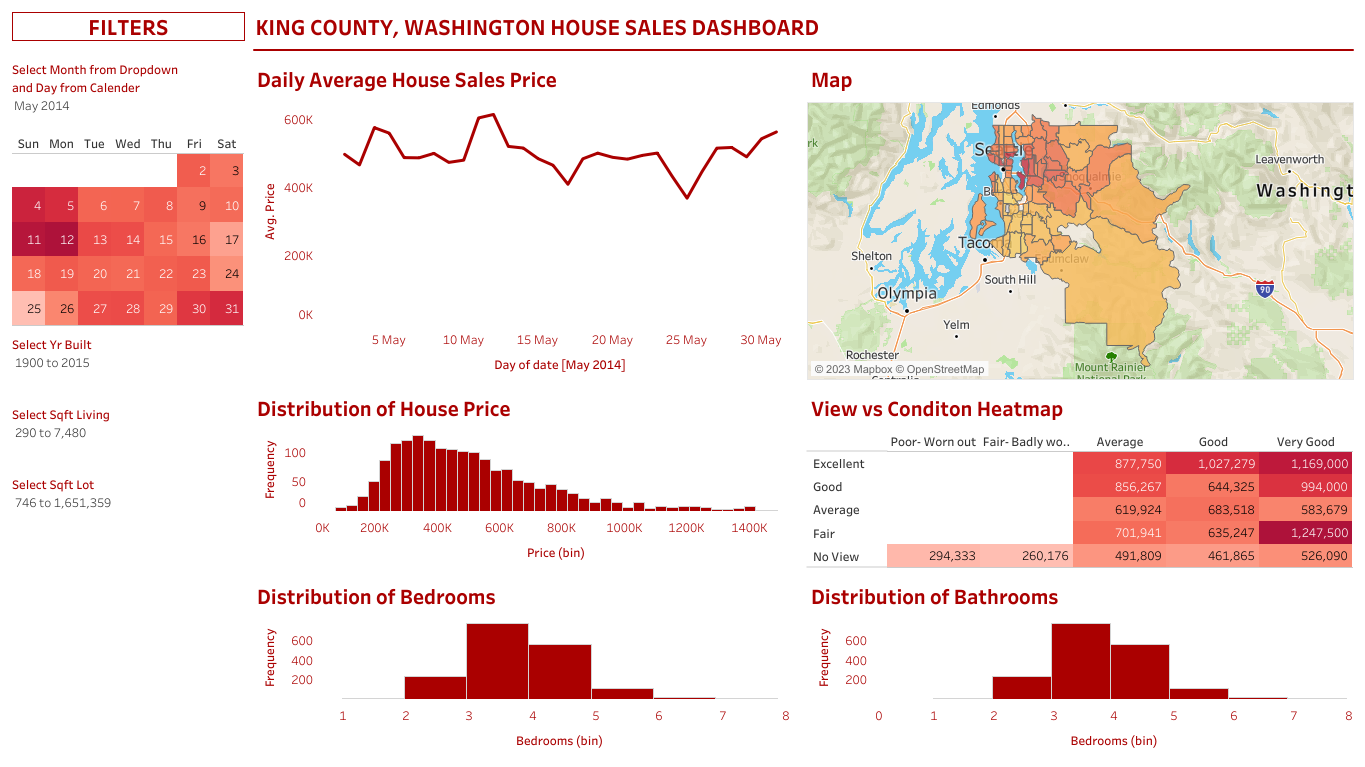 FILTERS
KING COUNTY, WASHINGTON HOUSE SALES DASHBOARD
Select Month from Dropdown
and Day from Calender
May 2014
Sun Mon Tue Wed Thu Fri Sat
2 3
4 5 6 7 8 9 10
11 12 13 14 15 16 17
18 19 20 21 22 23 24
25 26 27 28 29 30 31
Select Yr Built
1900 to 2015
Select Sqft Living
290 to 7,480
Select Sqft Lot
746 to 1,651,359
Daily Average House Sales Price
Avg. Price
600K
400K
200K
0K
5 May 10 May 15 May 20 May 25 May 30 May
Day of date [May 2014]
Map
Edmonds
rk
Leavenworth
Washingt
Shelton
South Hill
Olympia
90
Yelm
Rochester
Mount Rainier
National Park
© 2023 Mapbox © OpenStreetMap
Distribution of House Price
Frequency
100
50
0
0K 200K 400K 600K 800K 1000K 1200K 1400K
Price (bin)
View vs Conditon Heatmap
Poor- Worn out Fair- Badly wo.. Average Good Very Good
Excellent 877,750 1,027,279 1,169,000
Good 856,267 644,325 994,000
Average 619,924 683,518 583,679
Fair 701,941 635,247 1,247,500
No View 294,333 260,176 491,809 461,865 526,090
Distribution of Bedrooms
Frequency
600
400
200
1 2 3 4 5 6 7 8
Bedrooms (bin)
Distribution of Bathrooms
Frequency
600
400
200
0 1 2 3 4 5 6 7 8
Bedrooms (bin)